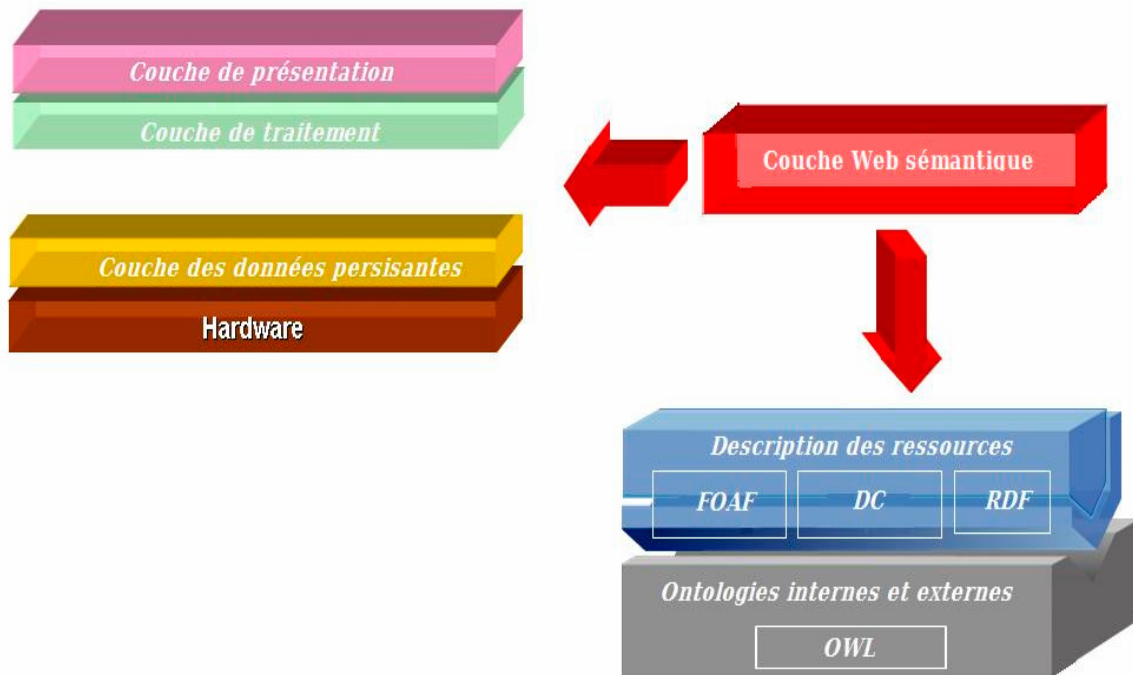 Couche de présentation
Couche de traitement
Couche Web sémantique
Couche des données persisantes
Hardware
Description des ressources
FOAF DC RDF
Ontologies internes et externes
OWL